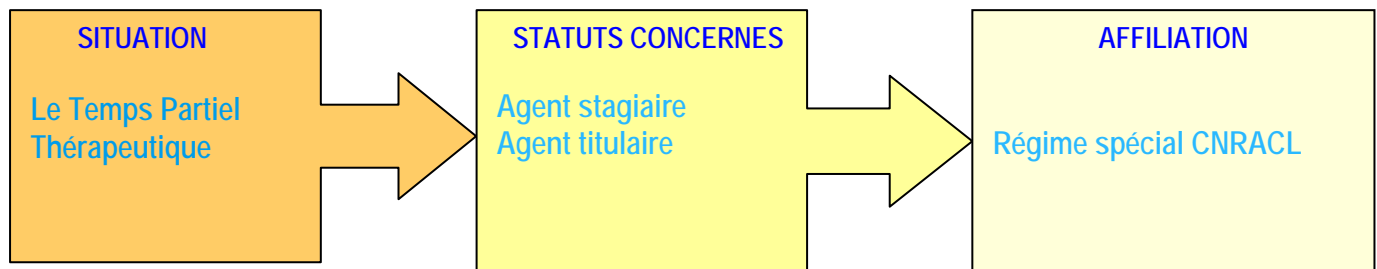 SITUATION
Le Temps Partiel
Thérapeutique
STATUTS CONCERNES
Agent stagiaire
Agent titulaire
AFFILIATION
Régime spécial CNRACL